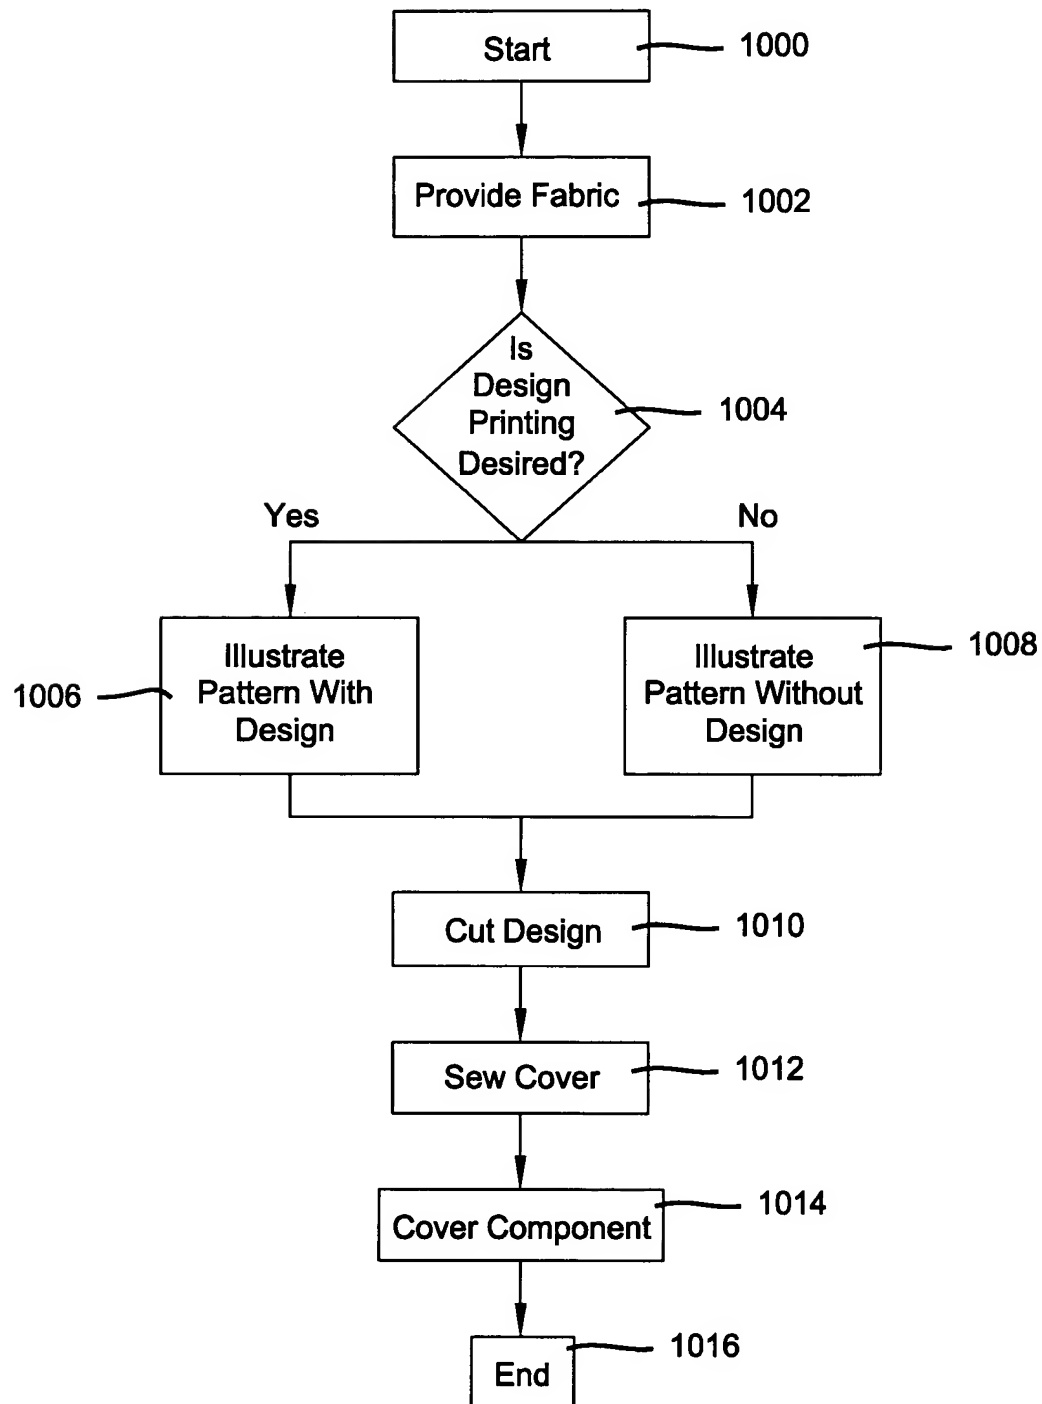 Start
1000
Provide Fabric
1002
Is
Design
Printing
Desired?
1004
Yes
No
Illustrate
Pattern With
Design
1006
Illustrate
Pattern Without
Design
1008
Cut Design
1010
Sew Cover
1012
Cover Component
1014
End
1016